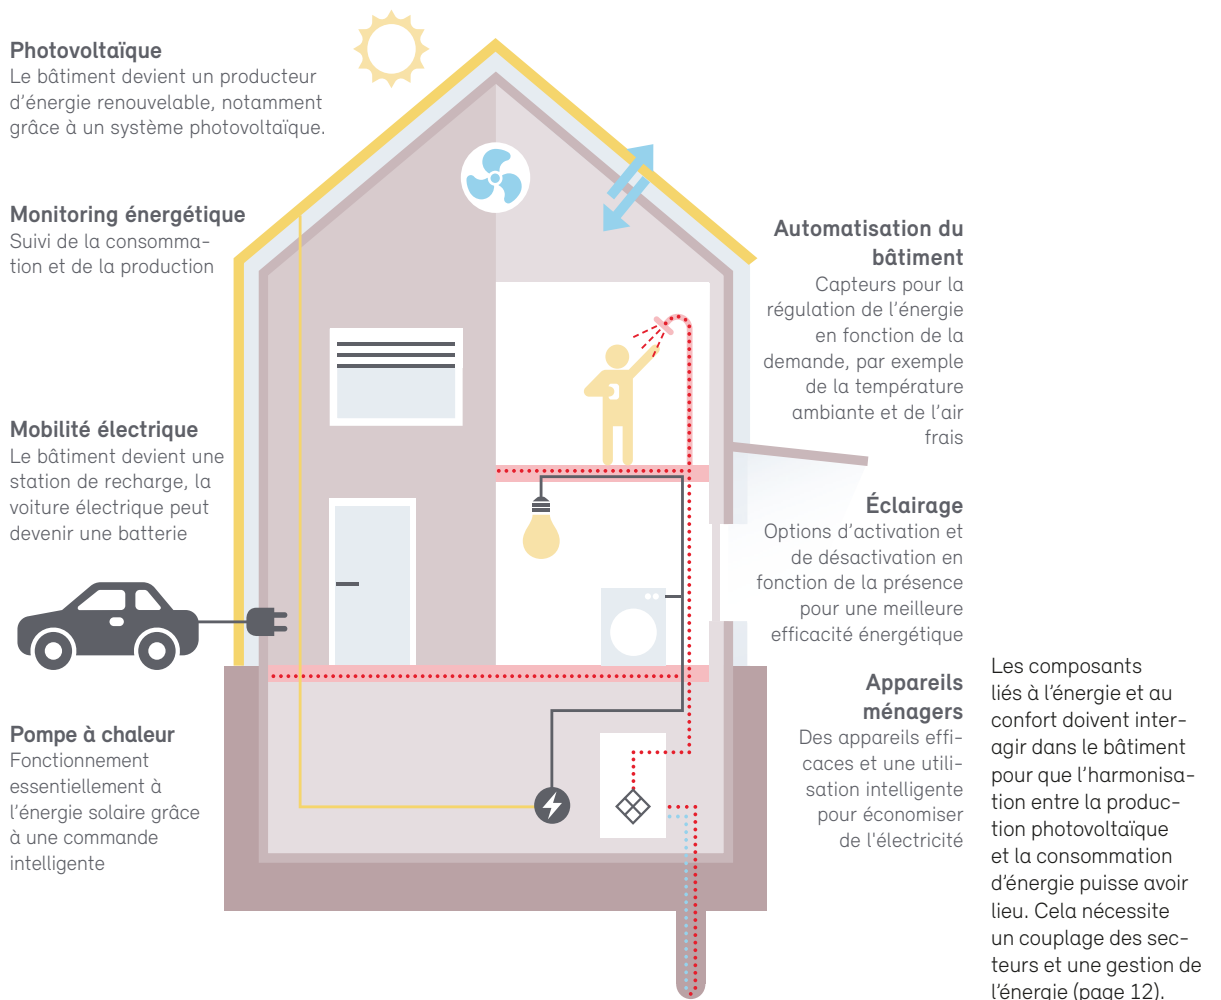 Photovoltaïque
Le bâtiment devient un producteur
d’énergie renouvelable, notamment
grâce à un système photovoltaïque.
Monitoring énergétique
Suivi de la consomma-
tion et de la production
Mobilité électrique
Le bâtiment devient une
station de recharge, la
voiture électrique peut
devenir une batterie
Pompe à chaleur
Fonctionnement
essentiellement à
l’énergie solaire grâce
à une commande
intelligente
Automatisation du
bâtiment
Capteurs pour la
régulation de l’énergie
en fonction de la
demande, par exemple
de la température
ambiante et de l’air
frais
Éclairage
Options d’activation et
de désactivation en
fonction de la présence
pour une meilleure
efficacité énergétique
Appareils
ménagers
Des appareils effi-
caces et une utili-
sation intelligente
pour économiser
de l'électricité
Les composants
liés à l’énergie et au
confort doivent inter-
agir dans le bâtiment
pour que l’harmonisa-
tion entre la produc-
tion photovoltaïque
et la consommation
d’énergie puisse avoir
lieu. Cela nécessite
un couplage des sec-
teurs et une gestion de
l’énergie (page 12).